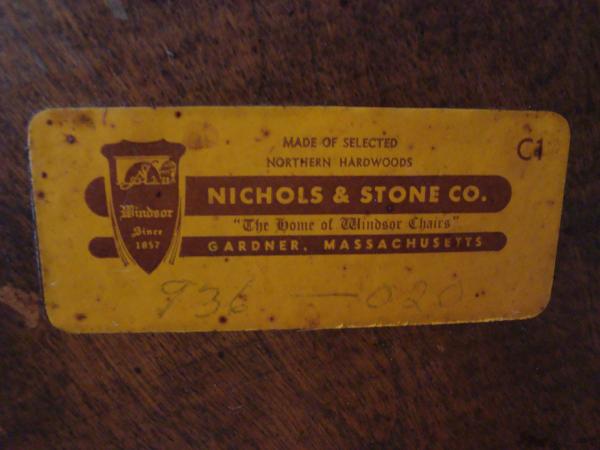 MADE OF SELECTED
NORTHERN HARDWOODS
C1
NICHOLS & STONE CO.
"The Home of Windsor Chairs"
GARDNER, MASSACHUSETTS
Windsor
Since
1857
936 — 020